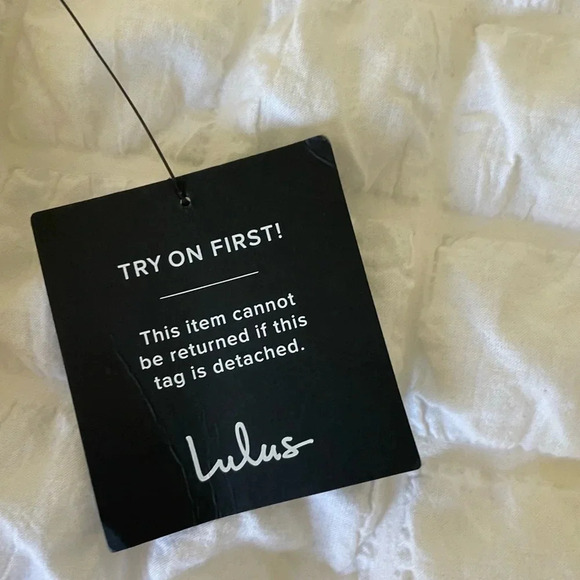 TRY ON FIRST!
This item cannot
be returned if this
tag is detached.
Lulus